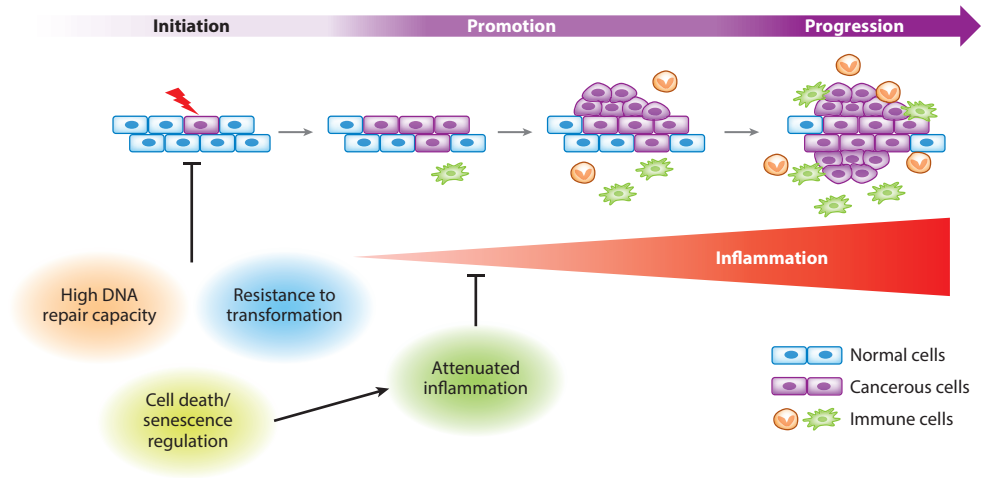 Initiation
Promotion
Progression
Inflammation
High DNA
repair capacity
Resistance to
transformation
Attenuated
inflammation
Cell death/
senescence
regulation
Normal cells
Cancerous cells
Immune cells